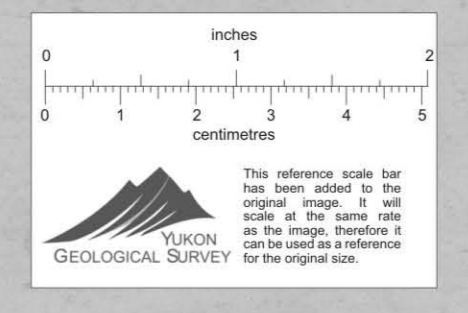 inches
0 1 2
0 1 2 3 4 5
centimetres
This reference scale bar
has been added to the
original image. It will
scale at the same rate
as the image, therefore it
can be used as a reference
for the original size.
YUKON
GEOLOGICAL SURVEY